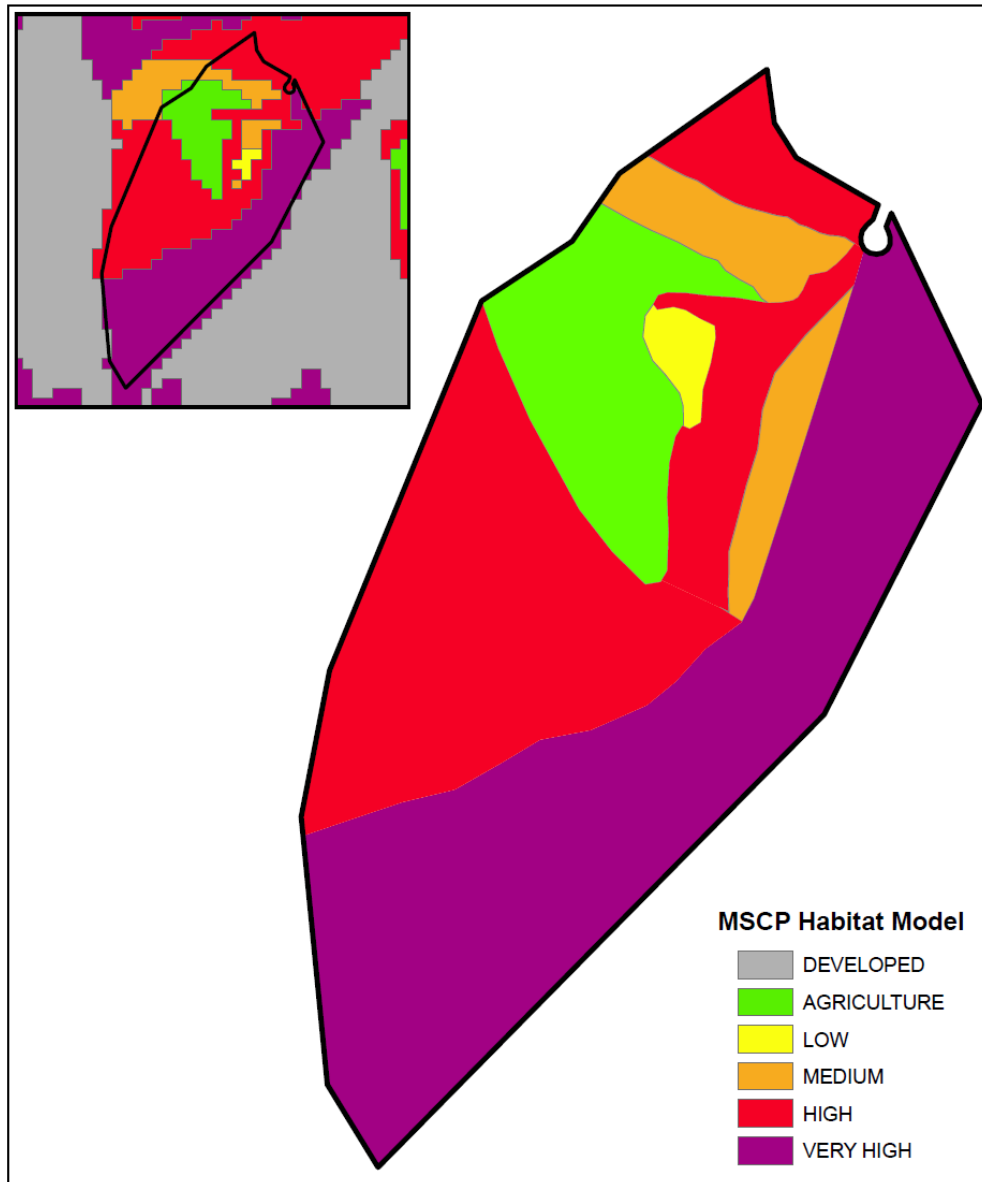 MSCP Habitat Model
DEVELOPED
AGRICULTURE
LOW
MEDIUM
HIGH
VERY HIGH